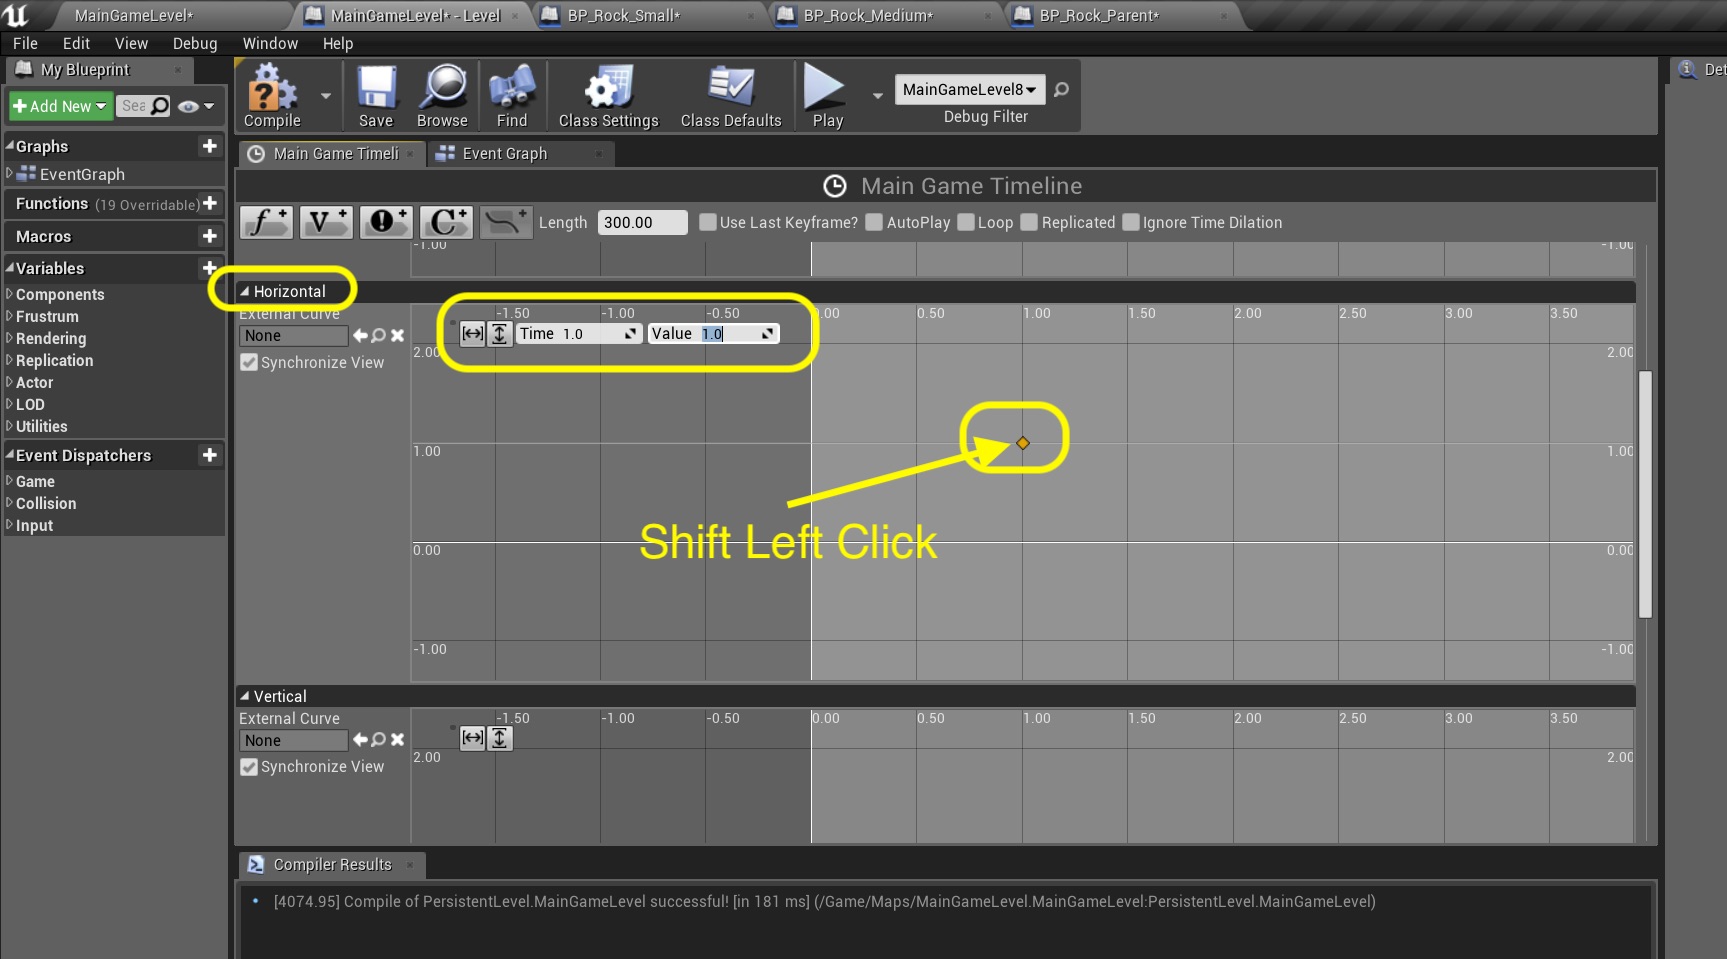 MainGameLevel*
MainGameLevel* - Level
BP_Rock_Small*
BP_Rock_Medium*
BP_Rock_Parent*
File Edit View Debug Window Help
My Blueprint
Add New
Sea
Compile
Save
Browse
Find
Class Settings
Class Defaults
Play
MainGameLevel8
Debug Filter
Det
Graphs
EventGraph
Functions (19 Overridable)
Macros
Variables
Components
Frustrum
Rendering
Replication
Actor
LOD
Utilities
Event Dispatchers
Game
Collision
Input
Main Game Timeli
Event Graph
Main Game Timeline
f V ! C Length 300.00 Use Last Keyframe? AutoPlay Loop Replicated Ignore Time Dilation
-1.00 -1.00
Horizontal
External Curve
None
Synchronize View
-1.50 -1.00 -0.50 0.00 0.50 1.00 1.50 2.00 2.50 3.00 3.50
Time 1.0 Value 1.0
2.00 2.00
1.00 1.00
Shift Left Click
0.00 0.00
-1.00 -1.00
Vertical
External Curve
None
Synchronize View
-1.50 -1.00 -0.50 0.00 0.50 1.00 1.50 2.00 2.50 3.00 3.50
2.00 2.00
Compiler Results
[4074.95] Compile of PersistentLevel.MainGameLevel successful! [in 181 ms] (/Game/Maps/MainGameLevel.MainGameLevel:PersistentLevel.MainGameLevel)